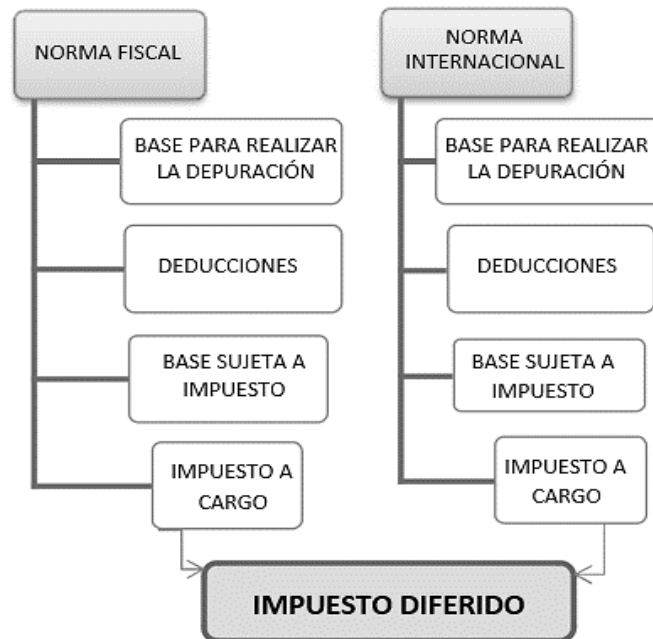 NORMA FISCAL
BASE PARA REALIZAR
LA DEPURACIÓN
DEDUCCIONES
BASE SUJETA A
IMPUESTO
IMPUESTO A
CARGO
NORMA
INTERNACIONAL
BASE PARA REALIZAR
LA DEPURACIÓN
DEDUCCIONES
BASE SUJETA A
IMPUESTO
IMPUESTO A
CARGO
IMPUESTO DIFERIDO